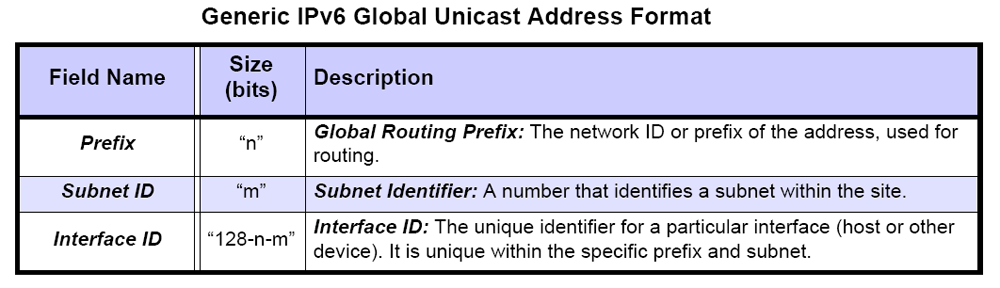 Generic IPv6 Global Unicast Address Format
Field Name
Size
(bits)
Description
Prefix
“n”
Global Routing Prefix: The network ID or prefix of the address, used for
routing.
Subnet ID
“m”
Subnet Identifier: A number that identifies a subnet within the site.
Interface ID
“128-n-m”
Interface ID: The unique identifier for a particular interface (host or other
device). It is unique within the specific prefix and subnet.